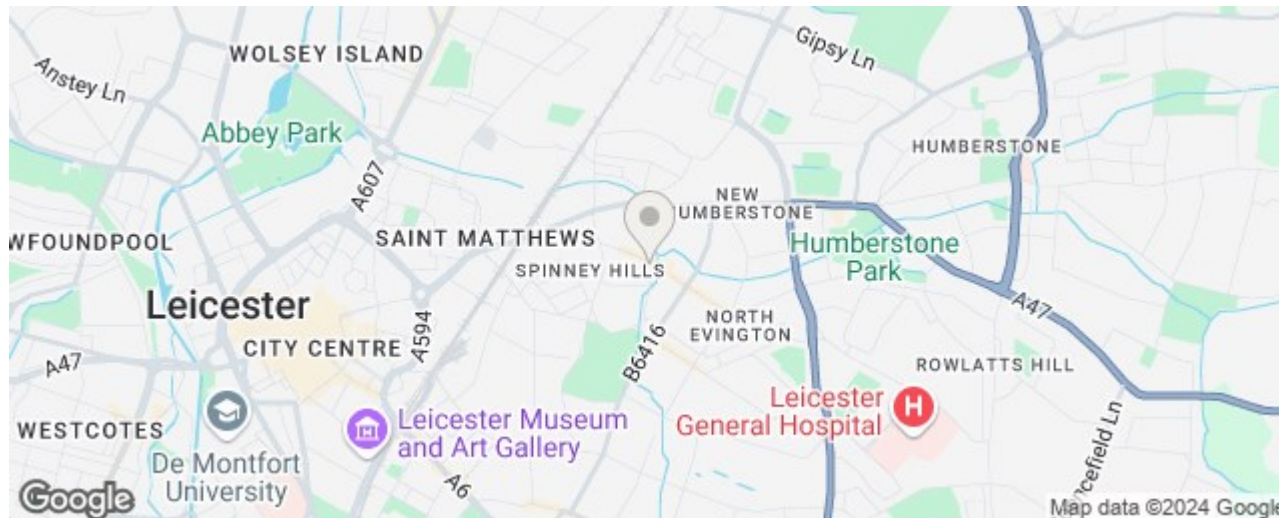 WOLSEY ISLAND
Gipsy Ln
Anstey Ln
Abbey Park
HUMBERSTONE
A607
NEW
HUMBERSTONE
WFOUNDPOOL
SAINT MATTHEWS
Humberstone
Park
SPINNEY HILLS
Leicester
A47
NORTH
EVINGTON
A594
CITY CENTRE
B6416
A47
ROWLATTS HILL
Leicester
General Hospital
H
Leicester Museum
and Art Gallery
WESTCOTES
De Montfort
University
A6
cefield Ln
Google
Map data ©2024 Google